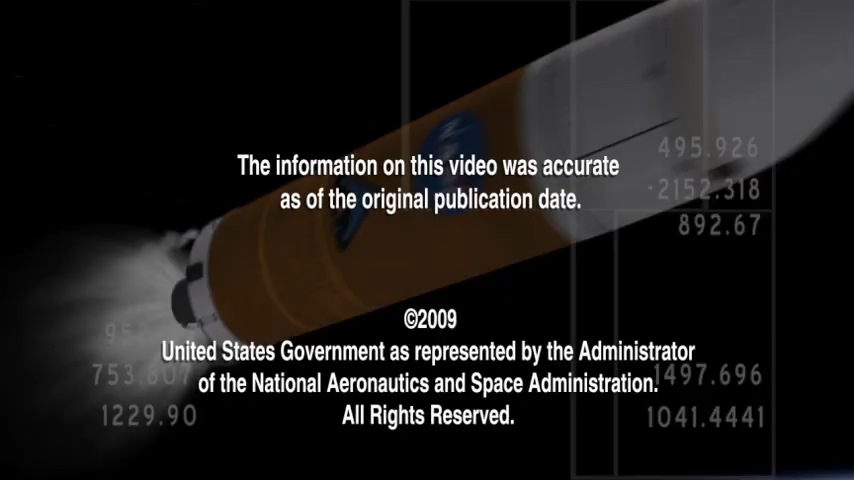 The information on this video was accurate
as of the original publication date.
495.926
-2152.318
892.67
©2009
United States Government as represented by the Administrator
of the National Aeronautics and Space Administration.
All Rights Reserved.
1229.90
1497.696
1041.4441